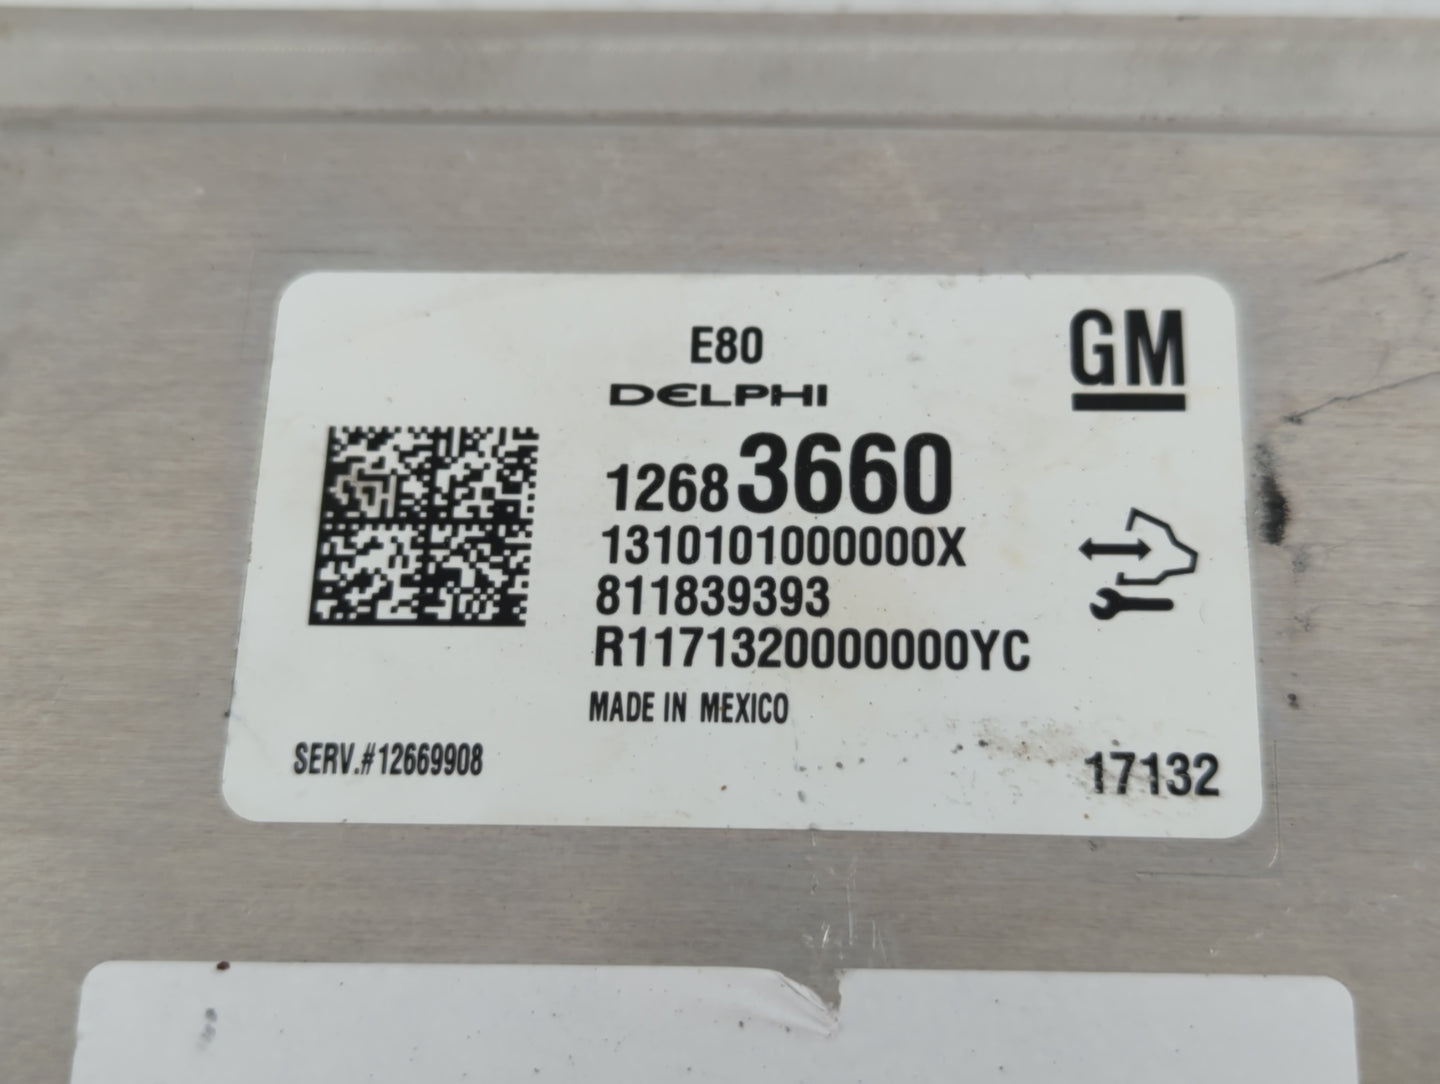 E80
GM
DELPHI
12683660
1310101000000X
811839393
R1171320000000YC
MADE IN MEXICO
SERV.#12669908
17132